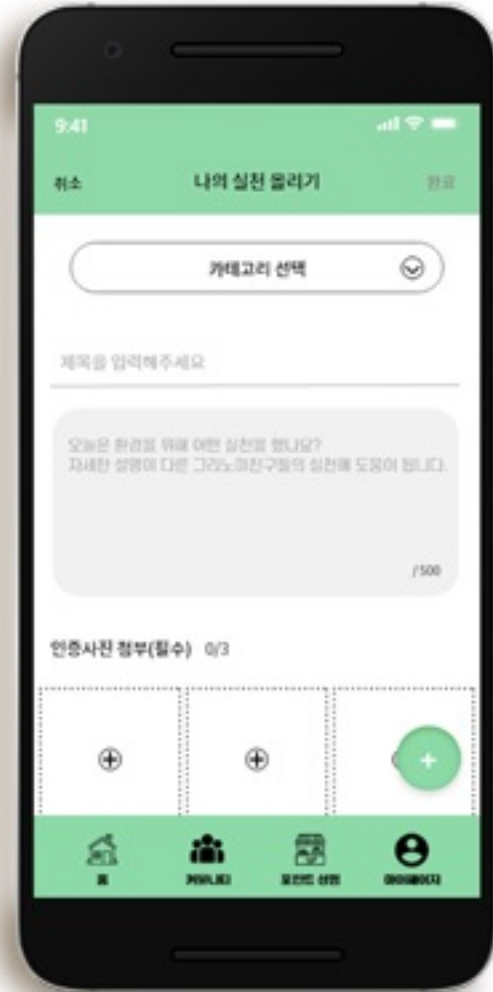 9:41
취소 나의 실천 올리기 완료
카테고리 선택
제목을 입력해주세요
오늘은 환경을 위해 어떤 실천을 했나요?
자세한 설명이 다른 그리노미친구들의 실천에 도움이 됩니다.
/ 500
인증사진 첨부(필수) 0/3
홈 커뮤니티 포인트 상점 마이페이지